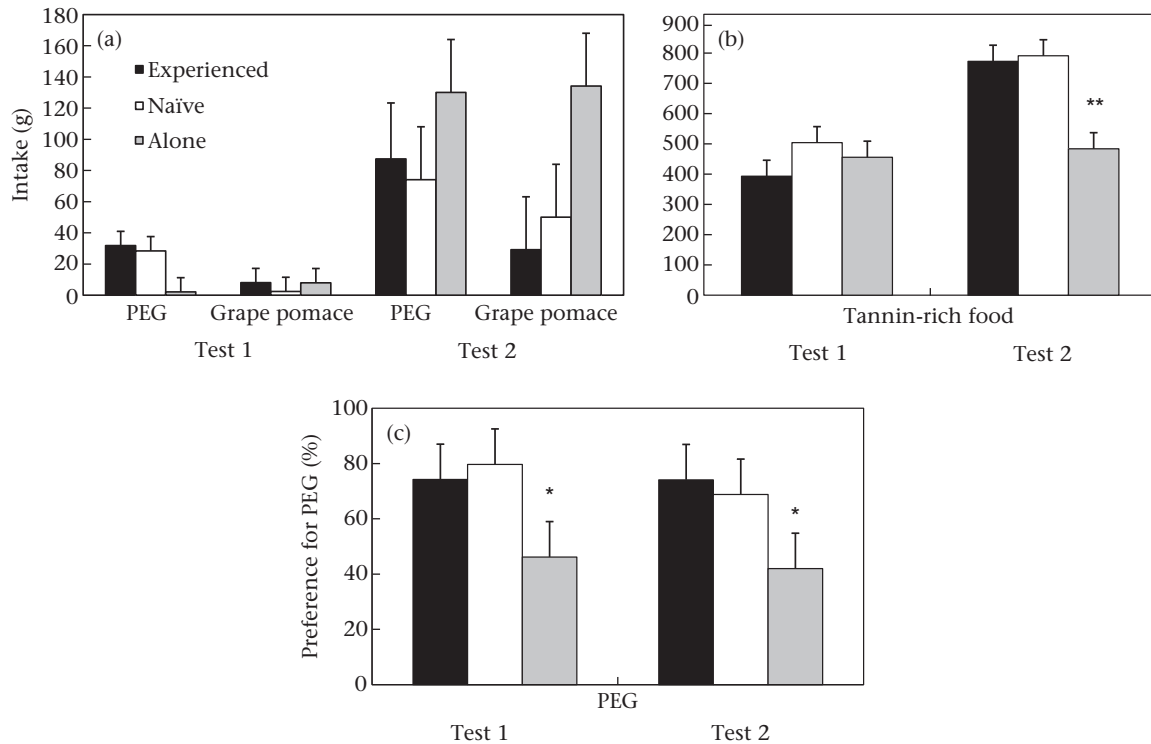 (a)
Intake (g)
180
160
140
120
100
80
60
40
20
0
Experienced
Naïve
Alone
PEG Grape pomace PEG Grape pomace
Test 1 Test 2
(b)
900
800
700
600
500
400
300
200
100
0
**
Tannin-rich food
Test 1 Test 2
(c)
Preference for PEG (%)
100
80
60
40
20
0
* *
PEG
Test 1 Test 2